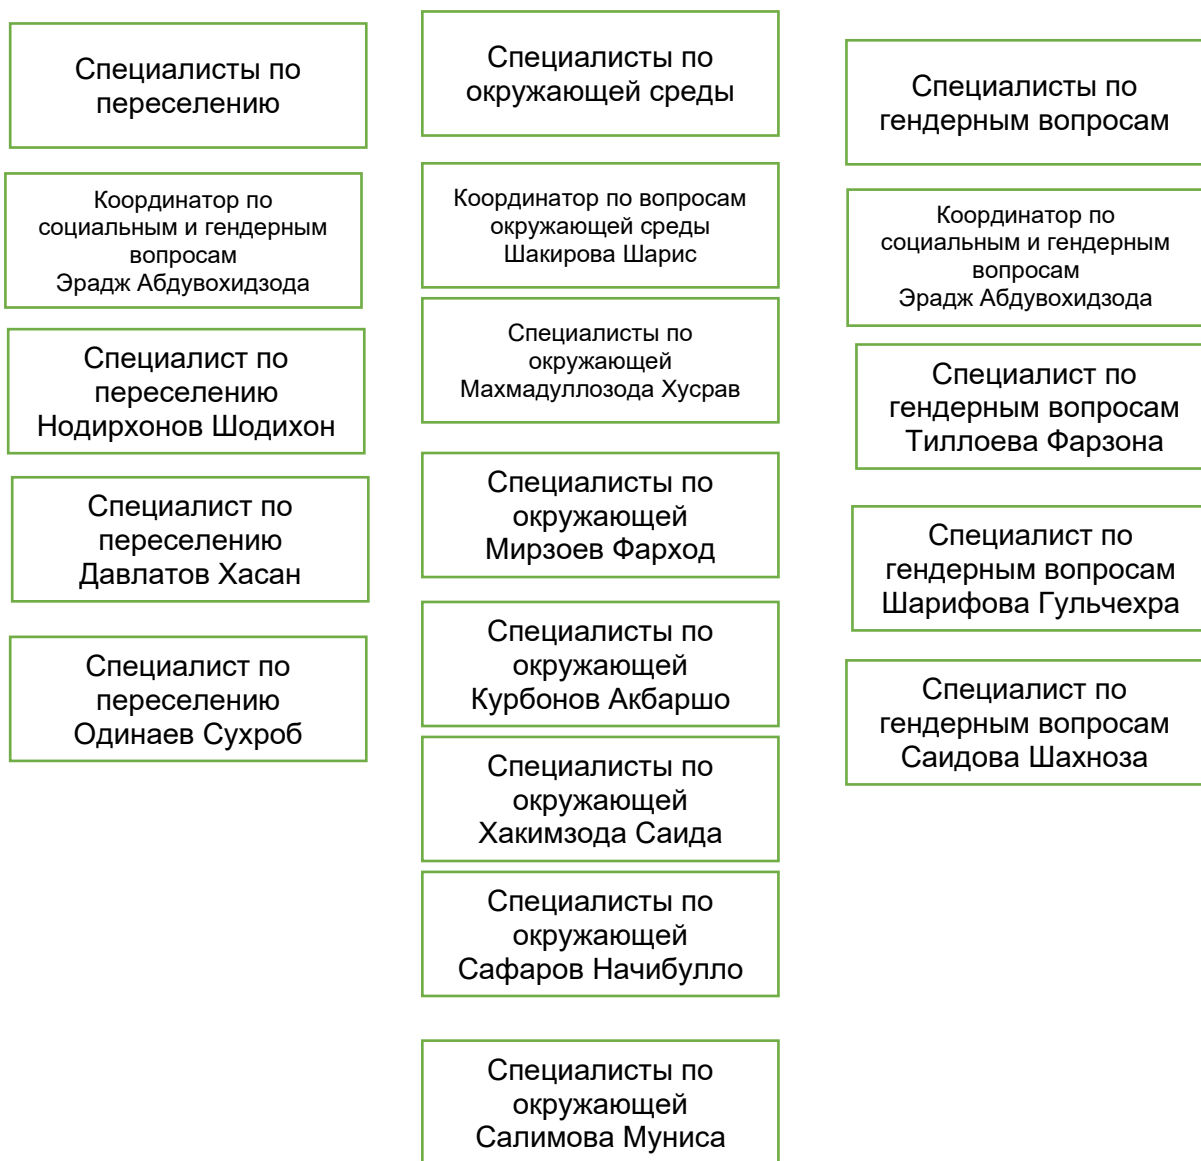 Специалисты по
переселению
Координатор по
социальным и гендерным
вопросам
Эрадж Абдувохидзода
Специалист по
переселению
Нодирхонов Шодихон
Специалист по
переселению
Давлатов Хасан
Специалист по
переселению
Одинаев Сухроб
Специалисты по
окружающей среды
Координатор по вопросам
окружающей среды
Шакирова Шарис
Специалисты по
окружающей
Махмадуллозода Хусрав
Специалисты по
окружающей
Мирзоев Фарход
Специалисты по
окружающей
Курбонов Акбаршо
Специалисты по
окружающей
Хакимзода Саида
Специалисты по
окружающей
Сафаров Начибулло
Специалисты по
окружающей
Салимова Муниса
Специалисты по
гендерным вопросам
Координатор по
социальным и гендерным
вопросам
Эрадж Абдувохидзода
Специалист по
гендерным вопросам
Тиллоева Фарзона
Специалист по
гендерным вопросам
Шарифова Гульчехра
Специалист по
гендерным вопросам
Саидова Шахноза